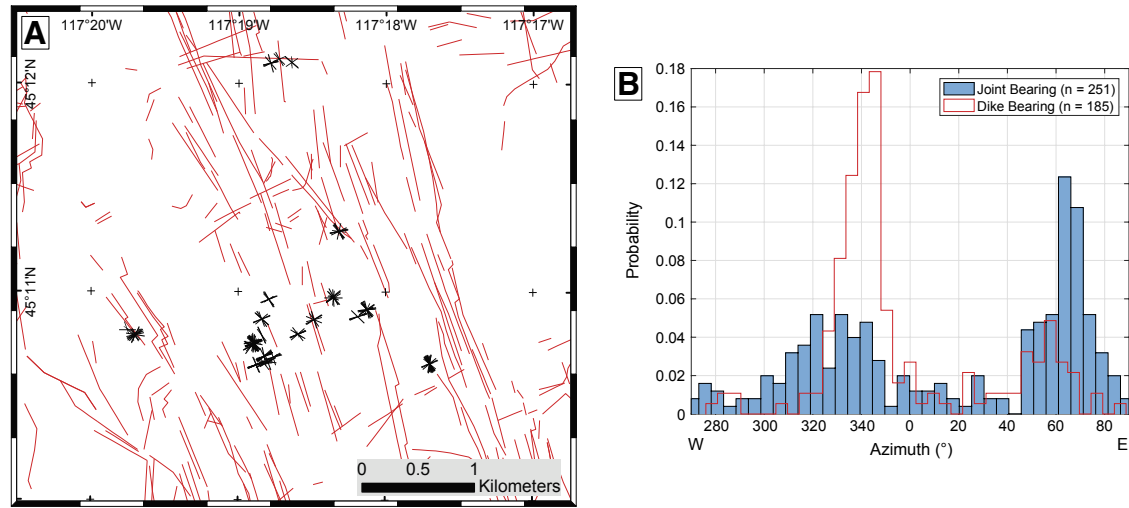 A
117°20'W 117°19'W 117°18'W 117°17'W
45°12'N
45°11'N
0 0.5 1
Kilometers
B
Joint Bearing (n = 251)
Dike Bearing (n = 185)
0.18
0.16
0.14
0.12
0.1
0.08
0.06
0.04
0.02
0
Probability
280 300 320 340 0 20 40 60 80
W E
Azimuth (°)